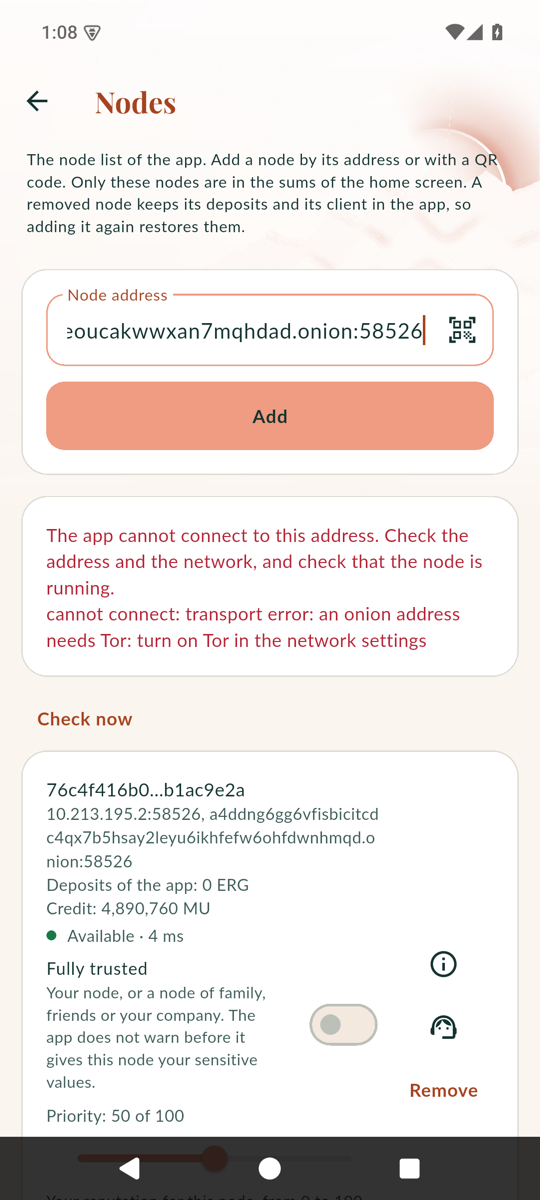 1:08
Nodes
The node list of the app. Add a node by its address or with a QR
code. Only these nodes are in the sums of the home screen. A
removed node keeps its deposits and its client in the app, so
adding it again restores them.
Node address
eoucakwwxan7mqhdad.onion:58526
Add
The app cannot connect to this address. Check the
address and the network, and check that the node is
running.
cannot connect: transport error: an onion address
needs Tor: turn on Tor in the network settings
Check now
76c4f416b0...b1ac9e2a
10.213.195.2:58526, a4ddng6gg6vfisbicitcd
c4qx7b5hsay2leyu6ikhfefw6ohfdwnhmqd.o
nion:58526
Deposits of the app: 0 ERG
Credit: 4,890,760 MU
Available · 4 ms
Fully trusted
Your node, or a node of family,
friends or your company. The
app does not warn before it
gives this node your sensitive
values.
Remove
Priority: 50 of 100